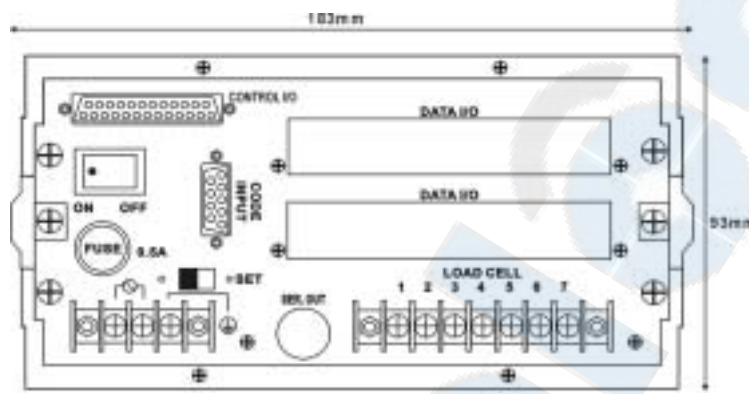 183mm
CONTROL I/O
DATA I/O
CODE INPUT
DATA I/O
ON OFF
93mm
FUSE 0.5A
SET
LOAD CELL
1 2 3 4 5 6 7
SER. OUT